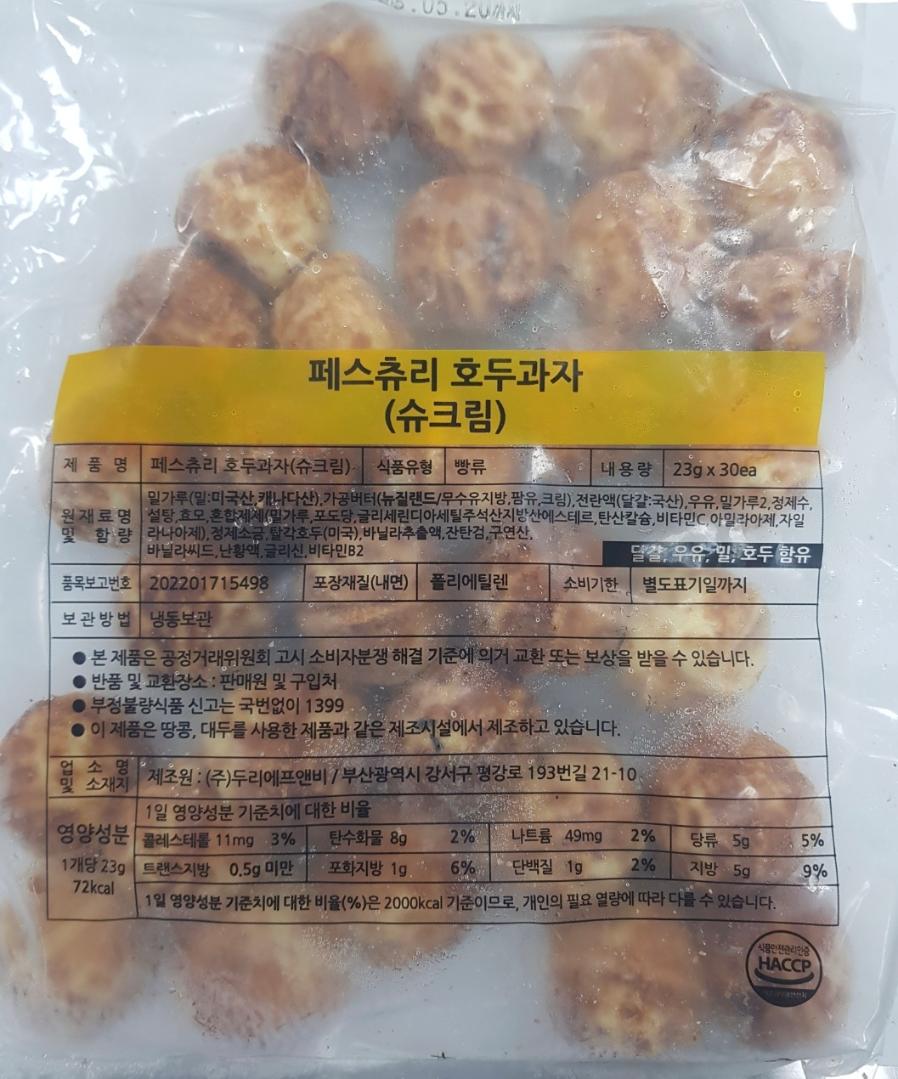 .05.20까지
페스츄리 호두과자
(슈크림)
제 품 명 페스츄리 호두과자(슈크림) 식품유형 빵류 내용량 23g x 30ea
원재료명 및 함량
밀가루(밀:미국산,캐나다산),가공버터(뉴질랜드/무수유지방,팜유,크림),전란액(달걀:국산),우유,밀가루2,정제수,
설탕,효모,혼합제제(밀가루,포도당,글리세린디아세틸주석산지방산에스테르,탄산칼슘,비타민C,아밀라아제,자일
라나아제),정제소금,탈각호두(미국),바닐라추출액,잔탄검,구연산,
바닐라씨드,난황액,글리신,비타민B2
달걀, 우유, 밀, 호두 함유
품목보고번호 202201715498 포장재질(내면) 폴리에틸렌 소비기한 별도표기일까지
보관방법 냉동보관
● 본 제품은 공정거래위원회 고시 소비자분쟁 해결 기준에 의거 교환 또는 보상을 받을 수 있습니다.
● 반품 및 교환장소 : 판매원 및 구입처
● 부정불량식품 신고는 국번없이 1399
● 이 제품은 땅콩, 대두를 사용한 제품과 같은 제조시설에서 제조하고 있습니다.
업 소 명 및 소재지
제조원 : (주)두리에프앤비 / 부산광역시 강서구 평강로 193번길 21-10
영양성분
1개당 23g
72kcal
1일 영양성분 기준치에 대한 비율
콜레스테롤 11mg 3% 탄수화물 8g 2% 나트륨 49mg 2% 당류 5g 5%
트랜스지방 0.5g 미만 포화지방 1g 6% 단백질 1g 2% 지방 5g 9%
1일 영양성분 기준치에 대한 비율(%)은 2000kcal 기준이므로, 개인의 필요 열량에 따라 다를 수 있습니다.
식품안전관리인증
HACCP